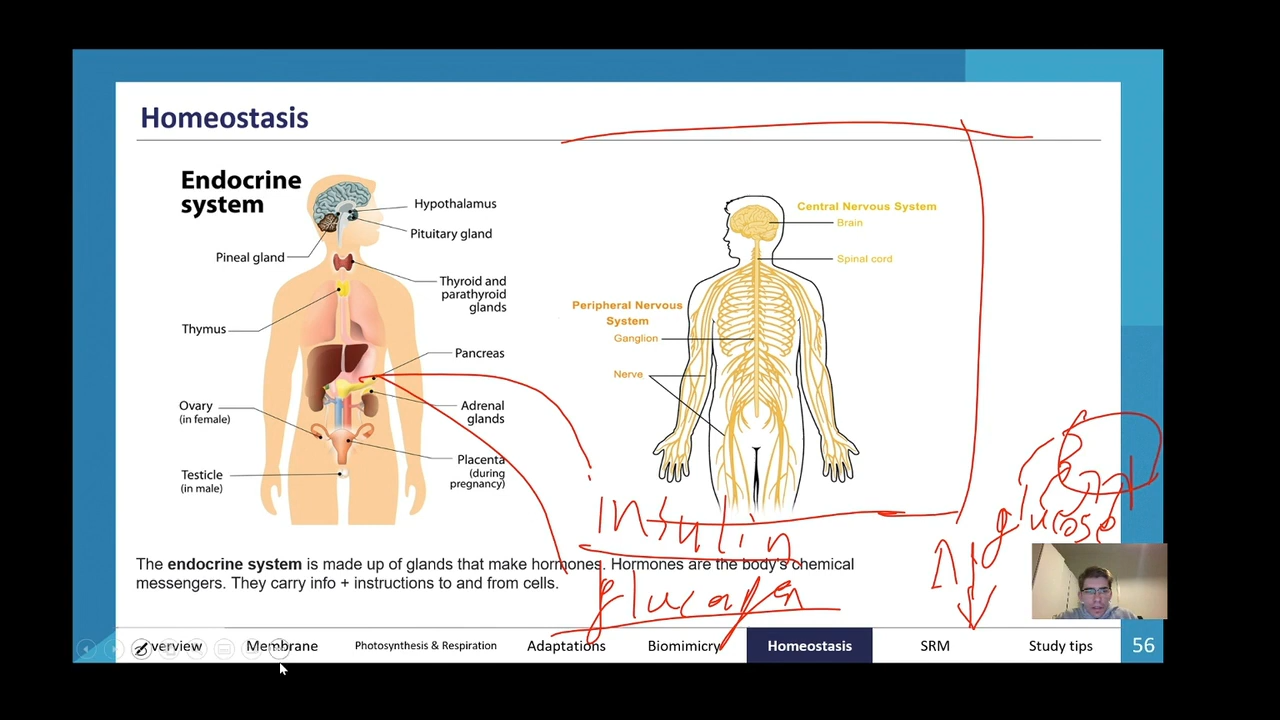 Homeostasis
Endocrine
system
Hypothalamus
Pituitary gland
Pineal gland
Thyroid and
parathyroid
glands
Thymus
Pancreas
Ovary
(in female)
Adrenal
glands
Placenta
(during
pregnancy)
Testicle
(in male)
Central Nervous System
Brain
Spinal cord
Peripheral Nervous
System
Ganglion
Nerve
insulin
glucagen
glucose
The endocrine system is made up of glands that make hormones. Hormones are the body's chemical
messengers. They carry info + instructions to and from cells.
verview Membrane Photosynthesis & Respiration Adaptations Biomimicry Homeostasis SRM Study tips 56